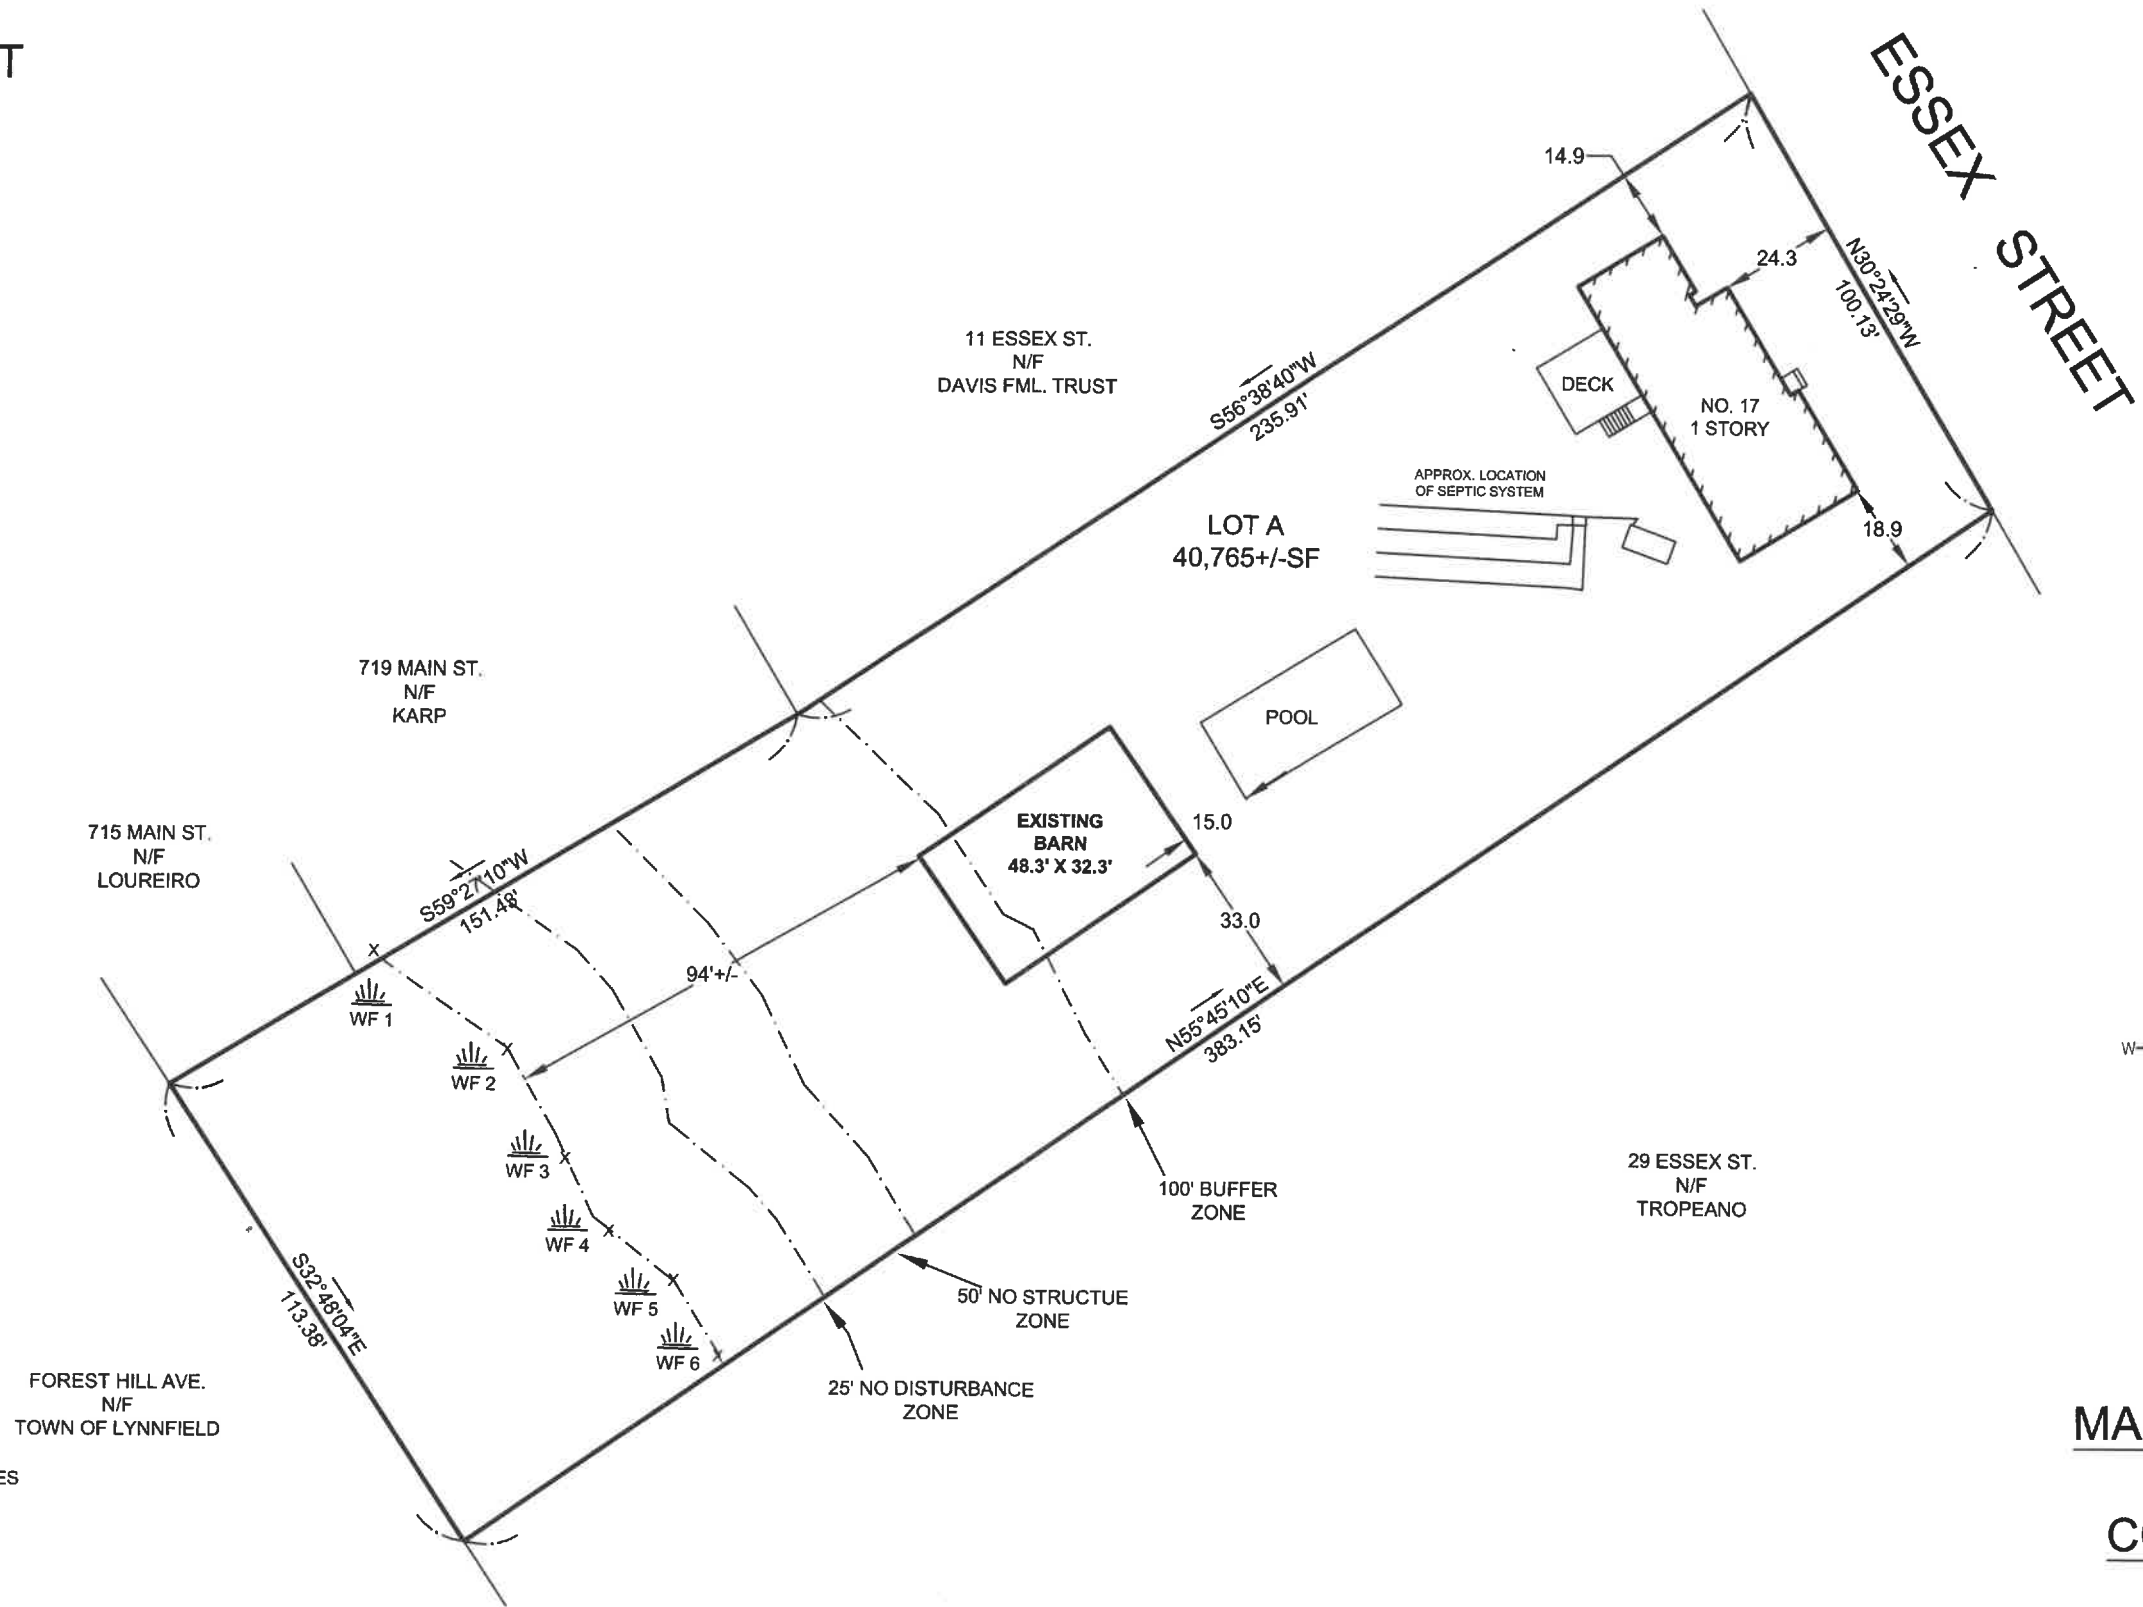 T
ESSEX STREET
14.9
24.3
N30°24'29"W
100.13'
11 ESSEX ST.
N/F
DAVIS FML. TRUST
S56°38'40"W
235.91'
DECK
NO. 17
1 STORY
APPROX. LOCATION
OF SEPTIC SYSTEM
18.9
LOT A
40,765+/-SF
719 MAIN ST.
N/F
KARP
POOL
715 MAIN ST.
N/F
LOUREIRO
EXISTING
BARN
48.3' X 32.3'
15.0
S59°27'10"W
151.48'
33.0
94'+/-
X
WF 1
N55°45'10"E
383.15'
W
X
WF 2
X
WF 3
29 ESSEX ST.
N/F
TROPEANO
100' BUFFER
ZONE
X
WF 4
X
WF 5
50' NO STRUCTUE
ZONE
S32°48'04"E
113.38'
X
WF 6
25' NO DISTURBANCE
ZONE
FOREST HILL AVE.
N/F
TOWN OF LYNNFIELD
MA
ES
CO